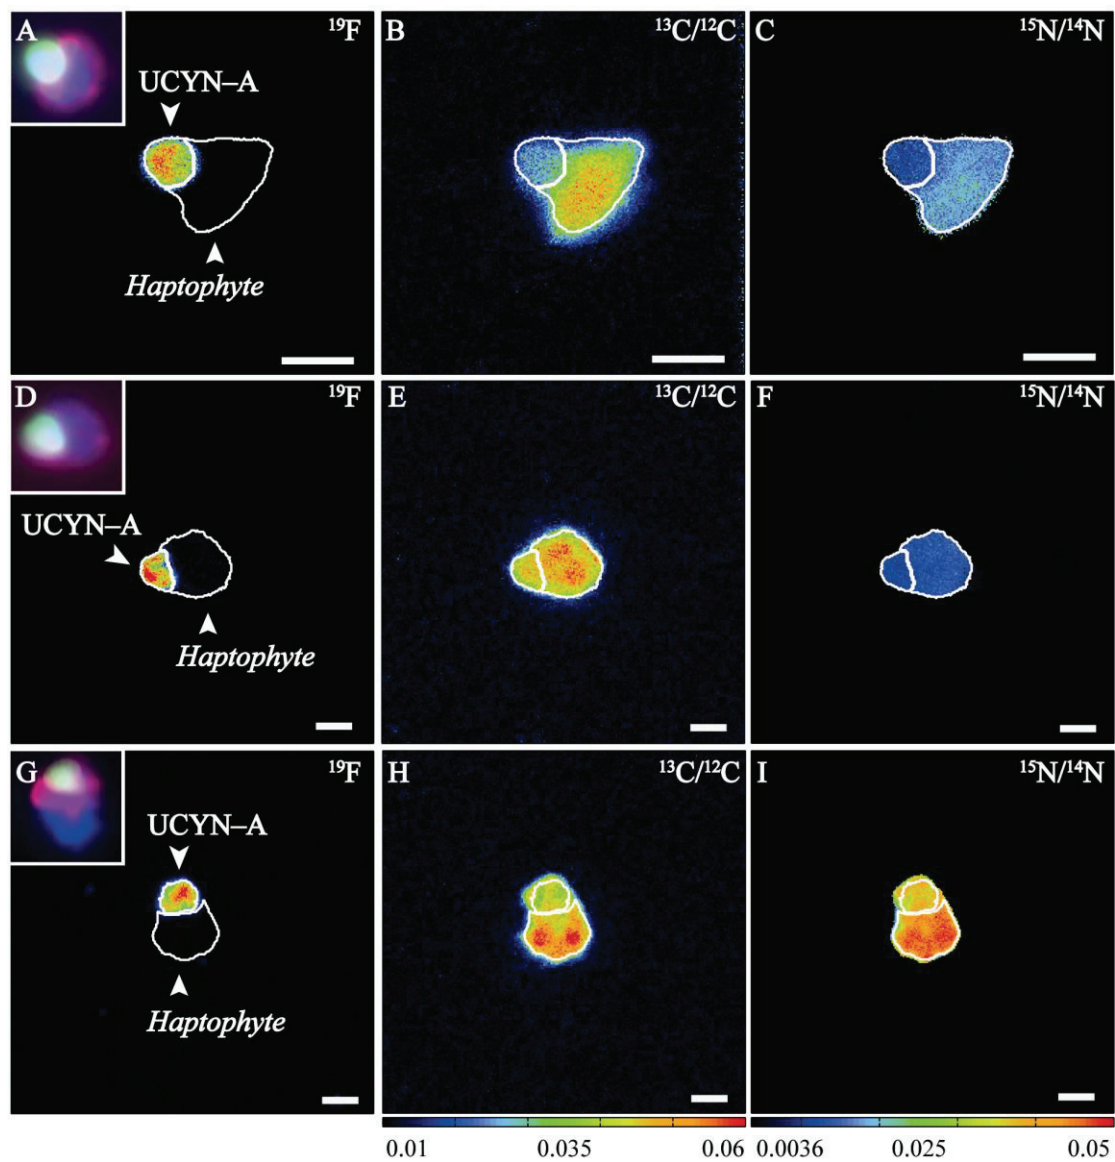 A
¹⁹F
UCYN–A
Haptophyte
B
¹³C/¹²C
C
¹⁵N/¹⁴N
D
¹⁹F
UCYN–A
Haptophyte
E
¹³C/¹²C
F
¹⁵N/¹⁴N
G
¹⁹F
UCYN–A
Haptophyte
H
¹³C/¹²C
I
¹⁵N/¹⁴N
0.01 0.035 0.06
0.0036 0.025 0.05